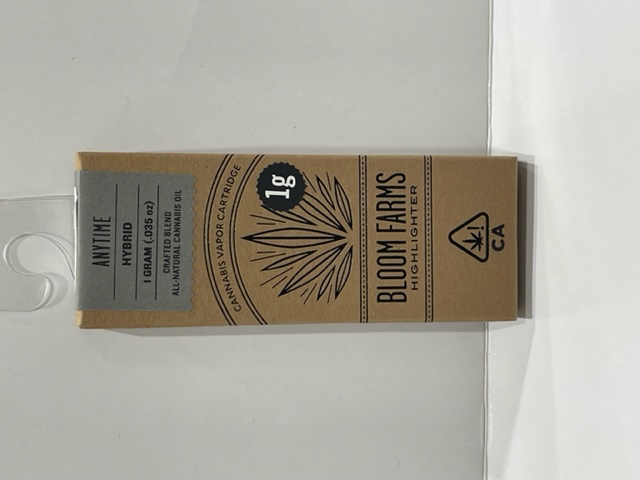 ANYTIME
HYBRID
1 GRAM (.035 oz)
CRAFTED BLEND
ALL-NATURAL CANNABIS OIL
CANNABIS VAPOR CARTRIDGE
1g
BLOOM FARMS
HIGHLIGHTER
!
CA